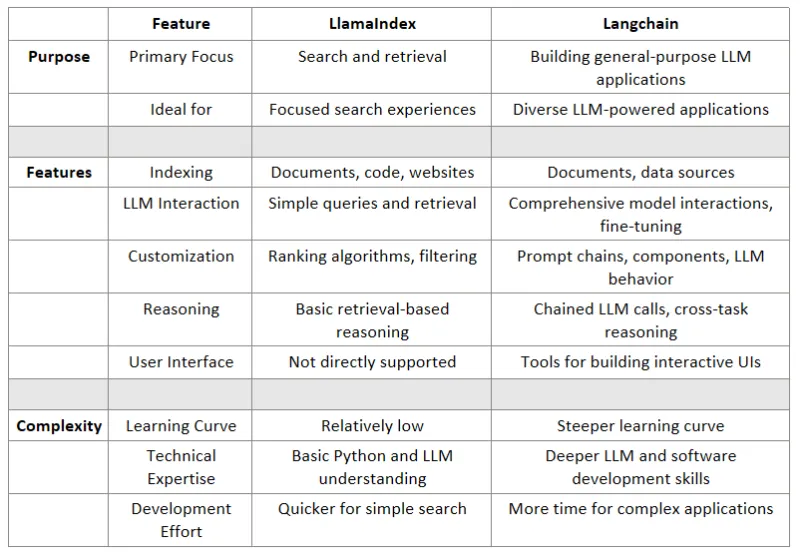 Feature LlamaIndex Langchain
Purpose Primary Focus Search and retrieval Building general-purpose LLM
applications
Ideal for Focused search experiences Diverse LLM-powered applications
Features Indexing Documents, code, websites Documents, data sources
LLM Interaction Simple queries and retrieval Comprehensive model interactions,
fine-tuning
Customization Ranking algorithms, filtering Prompt chains, components, LLM
behavior
Reasoning Basic retrieval-based Chained LLM calls, cross-task
reasoning reasoning
User Interface Not directly supported Tools for building interactive UIs
Complexity Learning Curve Relatively low Steeper learning curve
Technical Basic Python and LLM Deeper LLM and software
Expertise understanding development skills
Development Quicker for simple search More time for complex applications
Effort